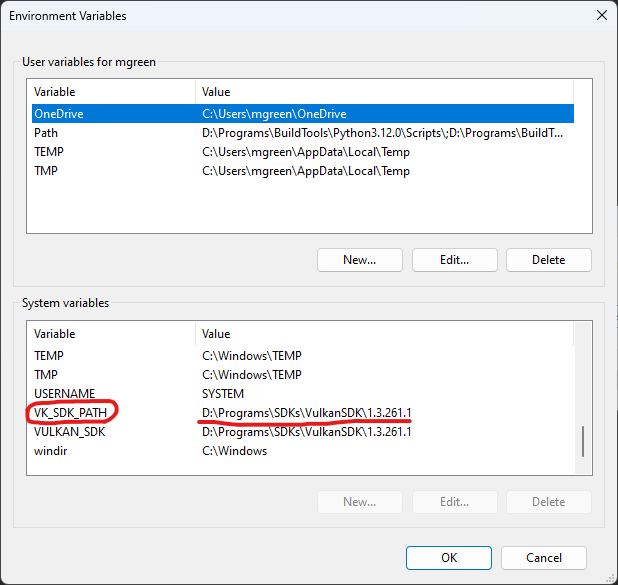 Environment Variables
User variables for mgreen
Variable Value
OneDrive C:\Users\mgreen\OneDrive
Path D:\Programs\BuildTools\Python3.12.0\Scripts\;D:\Programs\BuildT...
TEMP C:\Users\mgreen\AppData\Local\Temp
TMP C:\Users\mgreen\AppData\Local\Temp
New... Edit... Delete
System variables
Variable Value
TEMP C:\Windows\TEMP
TMP C:\Windows\TEMP
USERNAME SYSTEM
VK_SDK_PATH D:\Programs\SDKs\VulkanSDK\1.3.261.1
VULKAN_SDK D:\Programs\SDKs\VulkanSDK\1.3.261.1
windir C:\Windows
New... Edit... Delete
OK Cancel